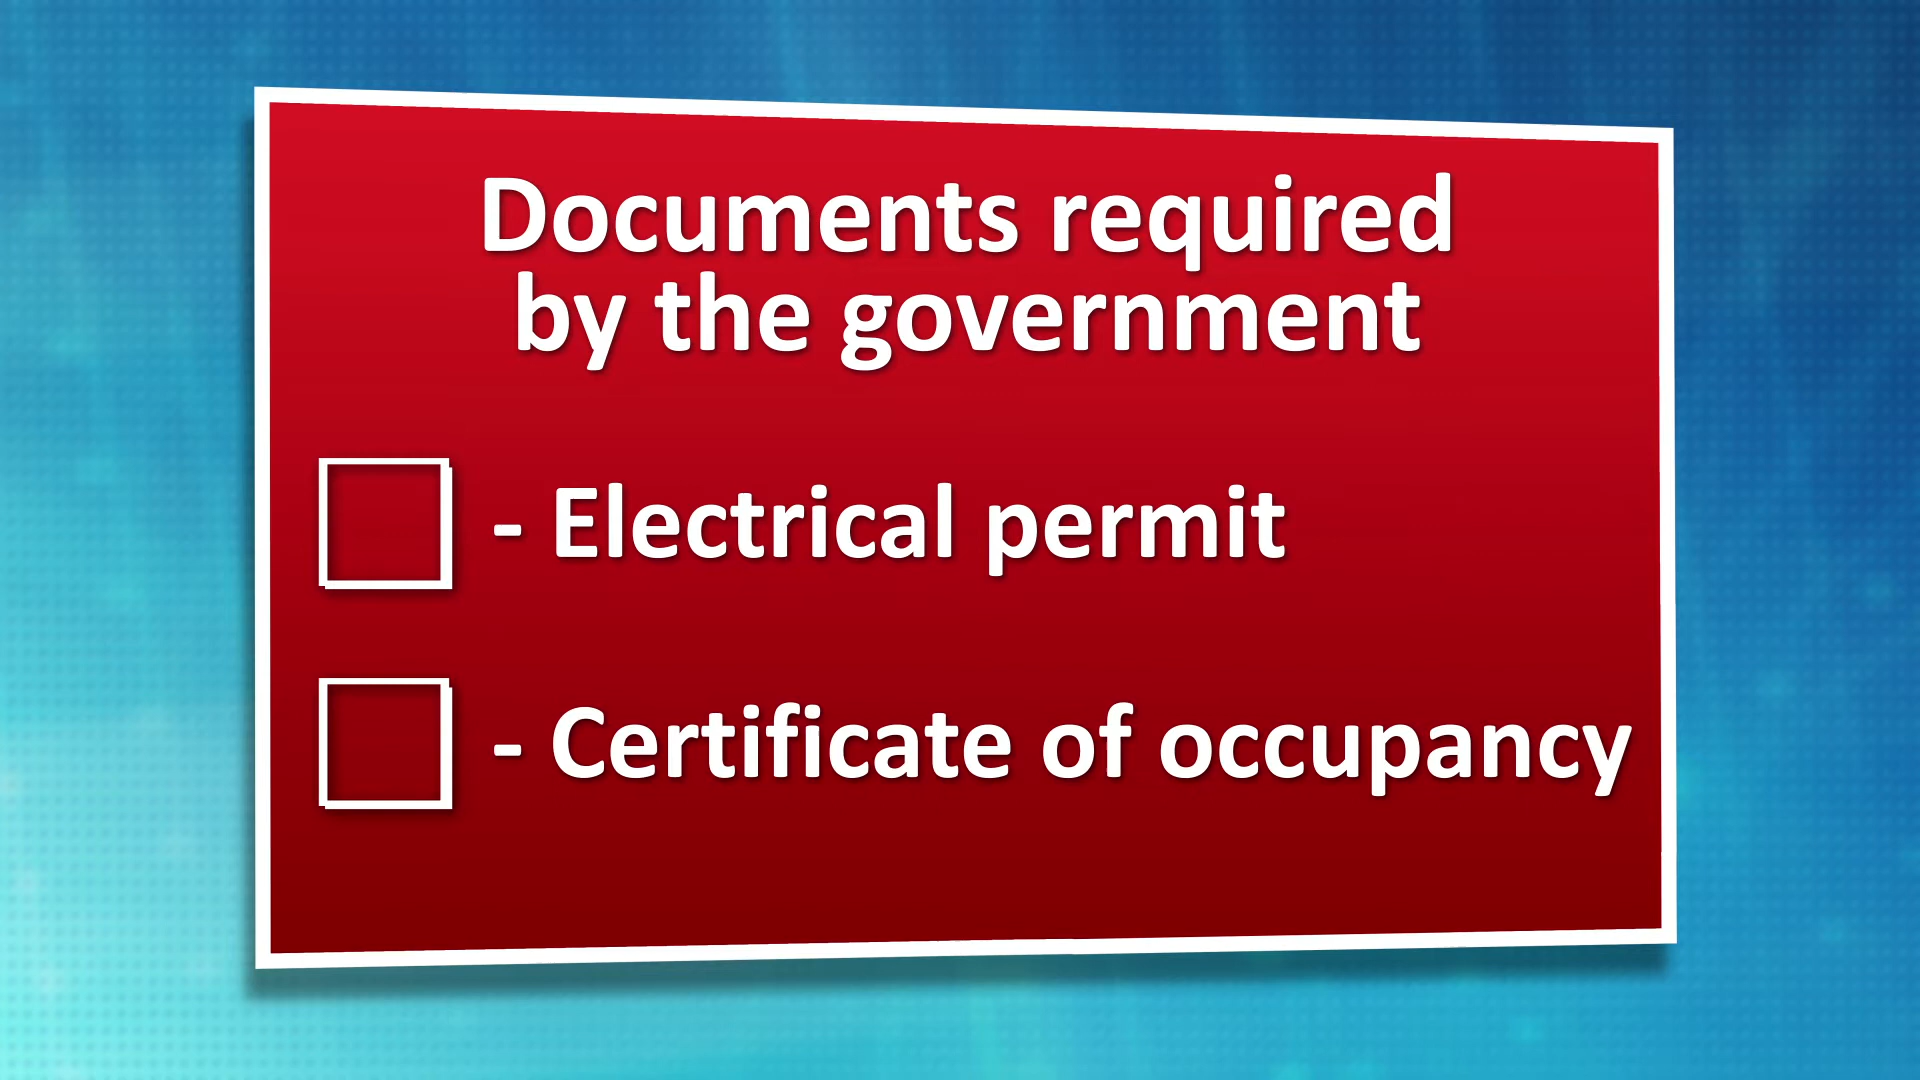 Documents required
by the government
- Electrical permit
- Certificate of occupancy